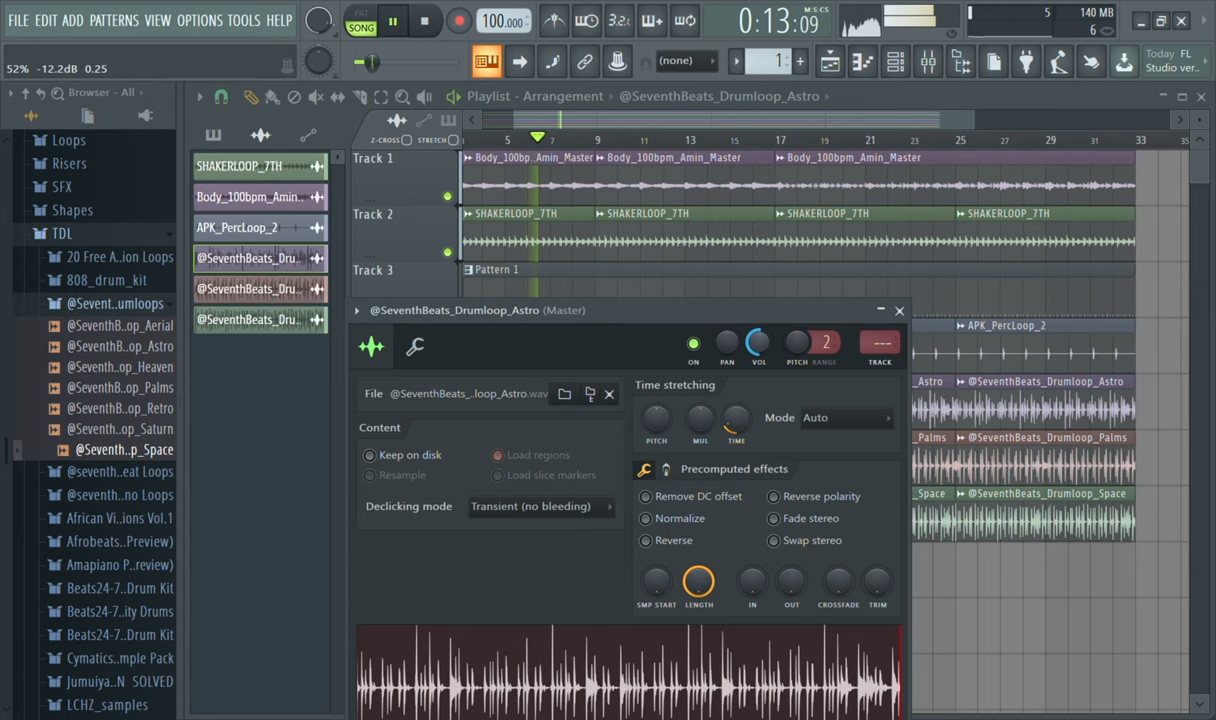 FILE EDIT ADD PATTERNS VIEW OPTIONS TOOLS HELP
PAT
SONG
100.000
3.2.
0:13:09
M:S:CS
5
140 MB
6
52% -12.2dB 0.25
(none)
1
Today FL
Studio ver..
Browser - All
Playlist - Arrangement
@SeventhBeats_Drumloop_Astro
Z-CROSS
STRETCH
5
7
9
11
13
15
17
19
21
23
25
27
29
31
33
35
Loops
Risers
SFX
Shapes
TDL
20 Free A..ion Loops
808_drum_kit
@Sevent..umloops
@SeventhB..op_Aerial
@SeventhB..op_Astro
@Seventh..op_Heaven
@SeventhB..op_Palms
@SeventhB..op_Retro
@Seventh..op_Saturn
@Seventh..p_Space
@seventh..eat Loops
@seventh..no Loops
African Vi..ions Vol.1
Afrobeats..Preview)
Amapiano P..review)
Beats24-7..Drum Kit
Beats24-7..ity Drums
Beats24-7..Drum Kit
Cymatics..mple Pack
Jumuiya..N SOLVED
LCHZ_samples
SHAKERLOOP_7TH
Body_100bpm_Amin..
APK_PercLoop_2
@SeventhBeats_Dru..
@SeventhBeats_Dru..
@SeventhBeats_Dru..
Track 1
Body_100bp..Amin_Master
Body_100bpm_Amin_Master
Body_100bpm_Amin_Master
Track 2
SHAKERLOOP_7TH
SHAKERLOOP_7TH
SHAKERLOOP_7TH
SHAKERLOOP_7TH
Track 3
Pattern 1
APK_PercLoop_2
_Astro
@SeventhBeats_Drumloop_Astro
_Palms
@SeventhBeats_Drumloop_Palms
_Space
@SeventhBeats_Drumloop_Space
@SeventhBeats_Drumloop_Astro (Master)
ON
PAN
VOL
PITCH
RANGE
2
---
TRACK
File @SeventhBeats_..loop_Astro.wav
Content
Keep on disk
Load regions
Resample
Load slice markers
Declicking mode
Transient (no bleeding)
Time stretching
PITCH
MUL
TIME
Mode
Auto
Precomputed effects
Remove DC offset
Reverse polarity
Normalize
Fade stereo
Reverse
Swap stereo
SMP START
LENGTH
IN
OUT
CROSSFADE
TRIM